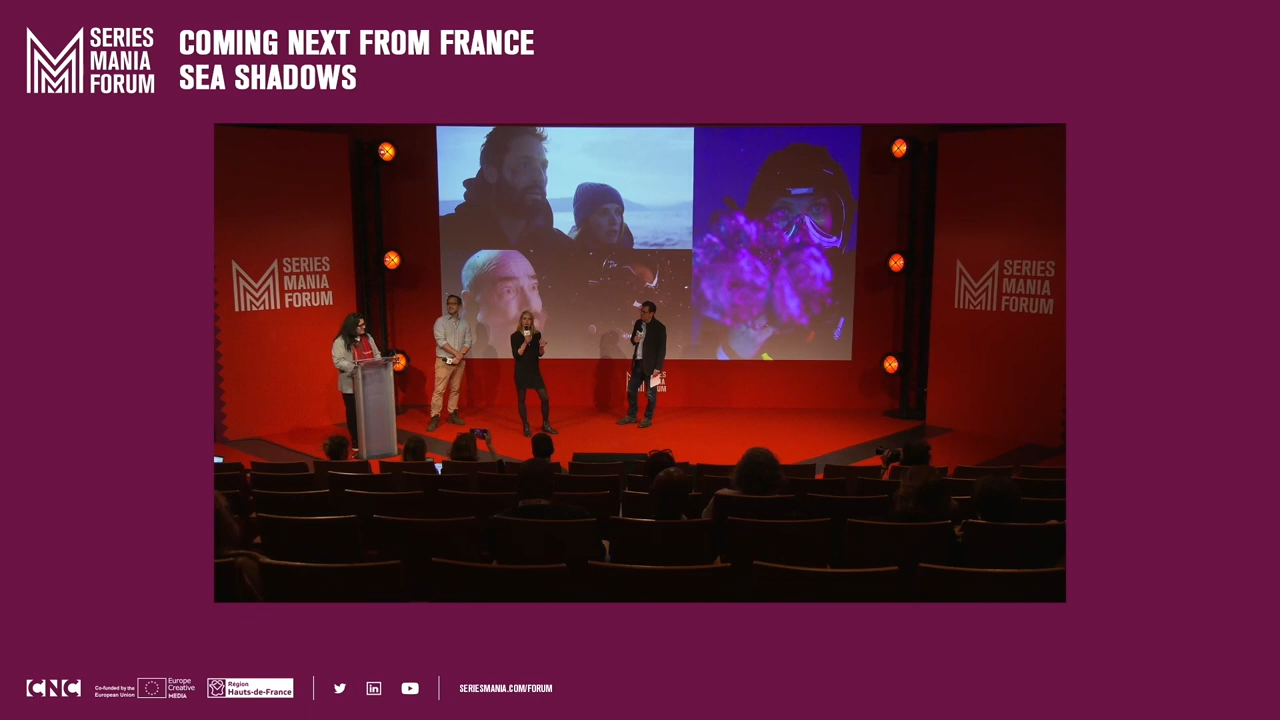 SERIES
MANIA
FORUM
COMING NEXT FROM FRANCE
SEA SHADOWS
SERIES
MANIA
FORUM
SERIES
MANIA
FORUM
CNC
Co-funded by the
European Union
Europe
Creative
MEDIA
Région
Hauts-de-France
in
SERIESMANIA.COM/FORUM